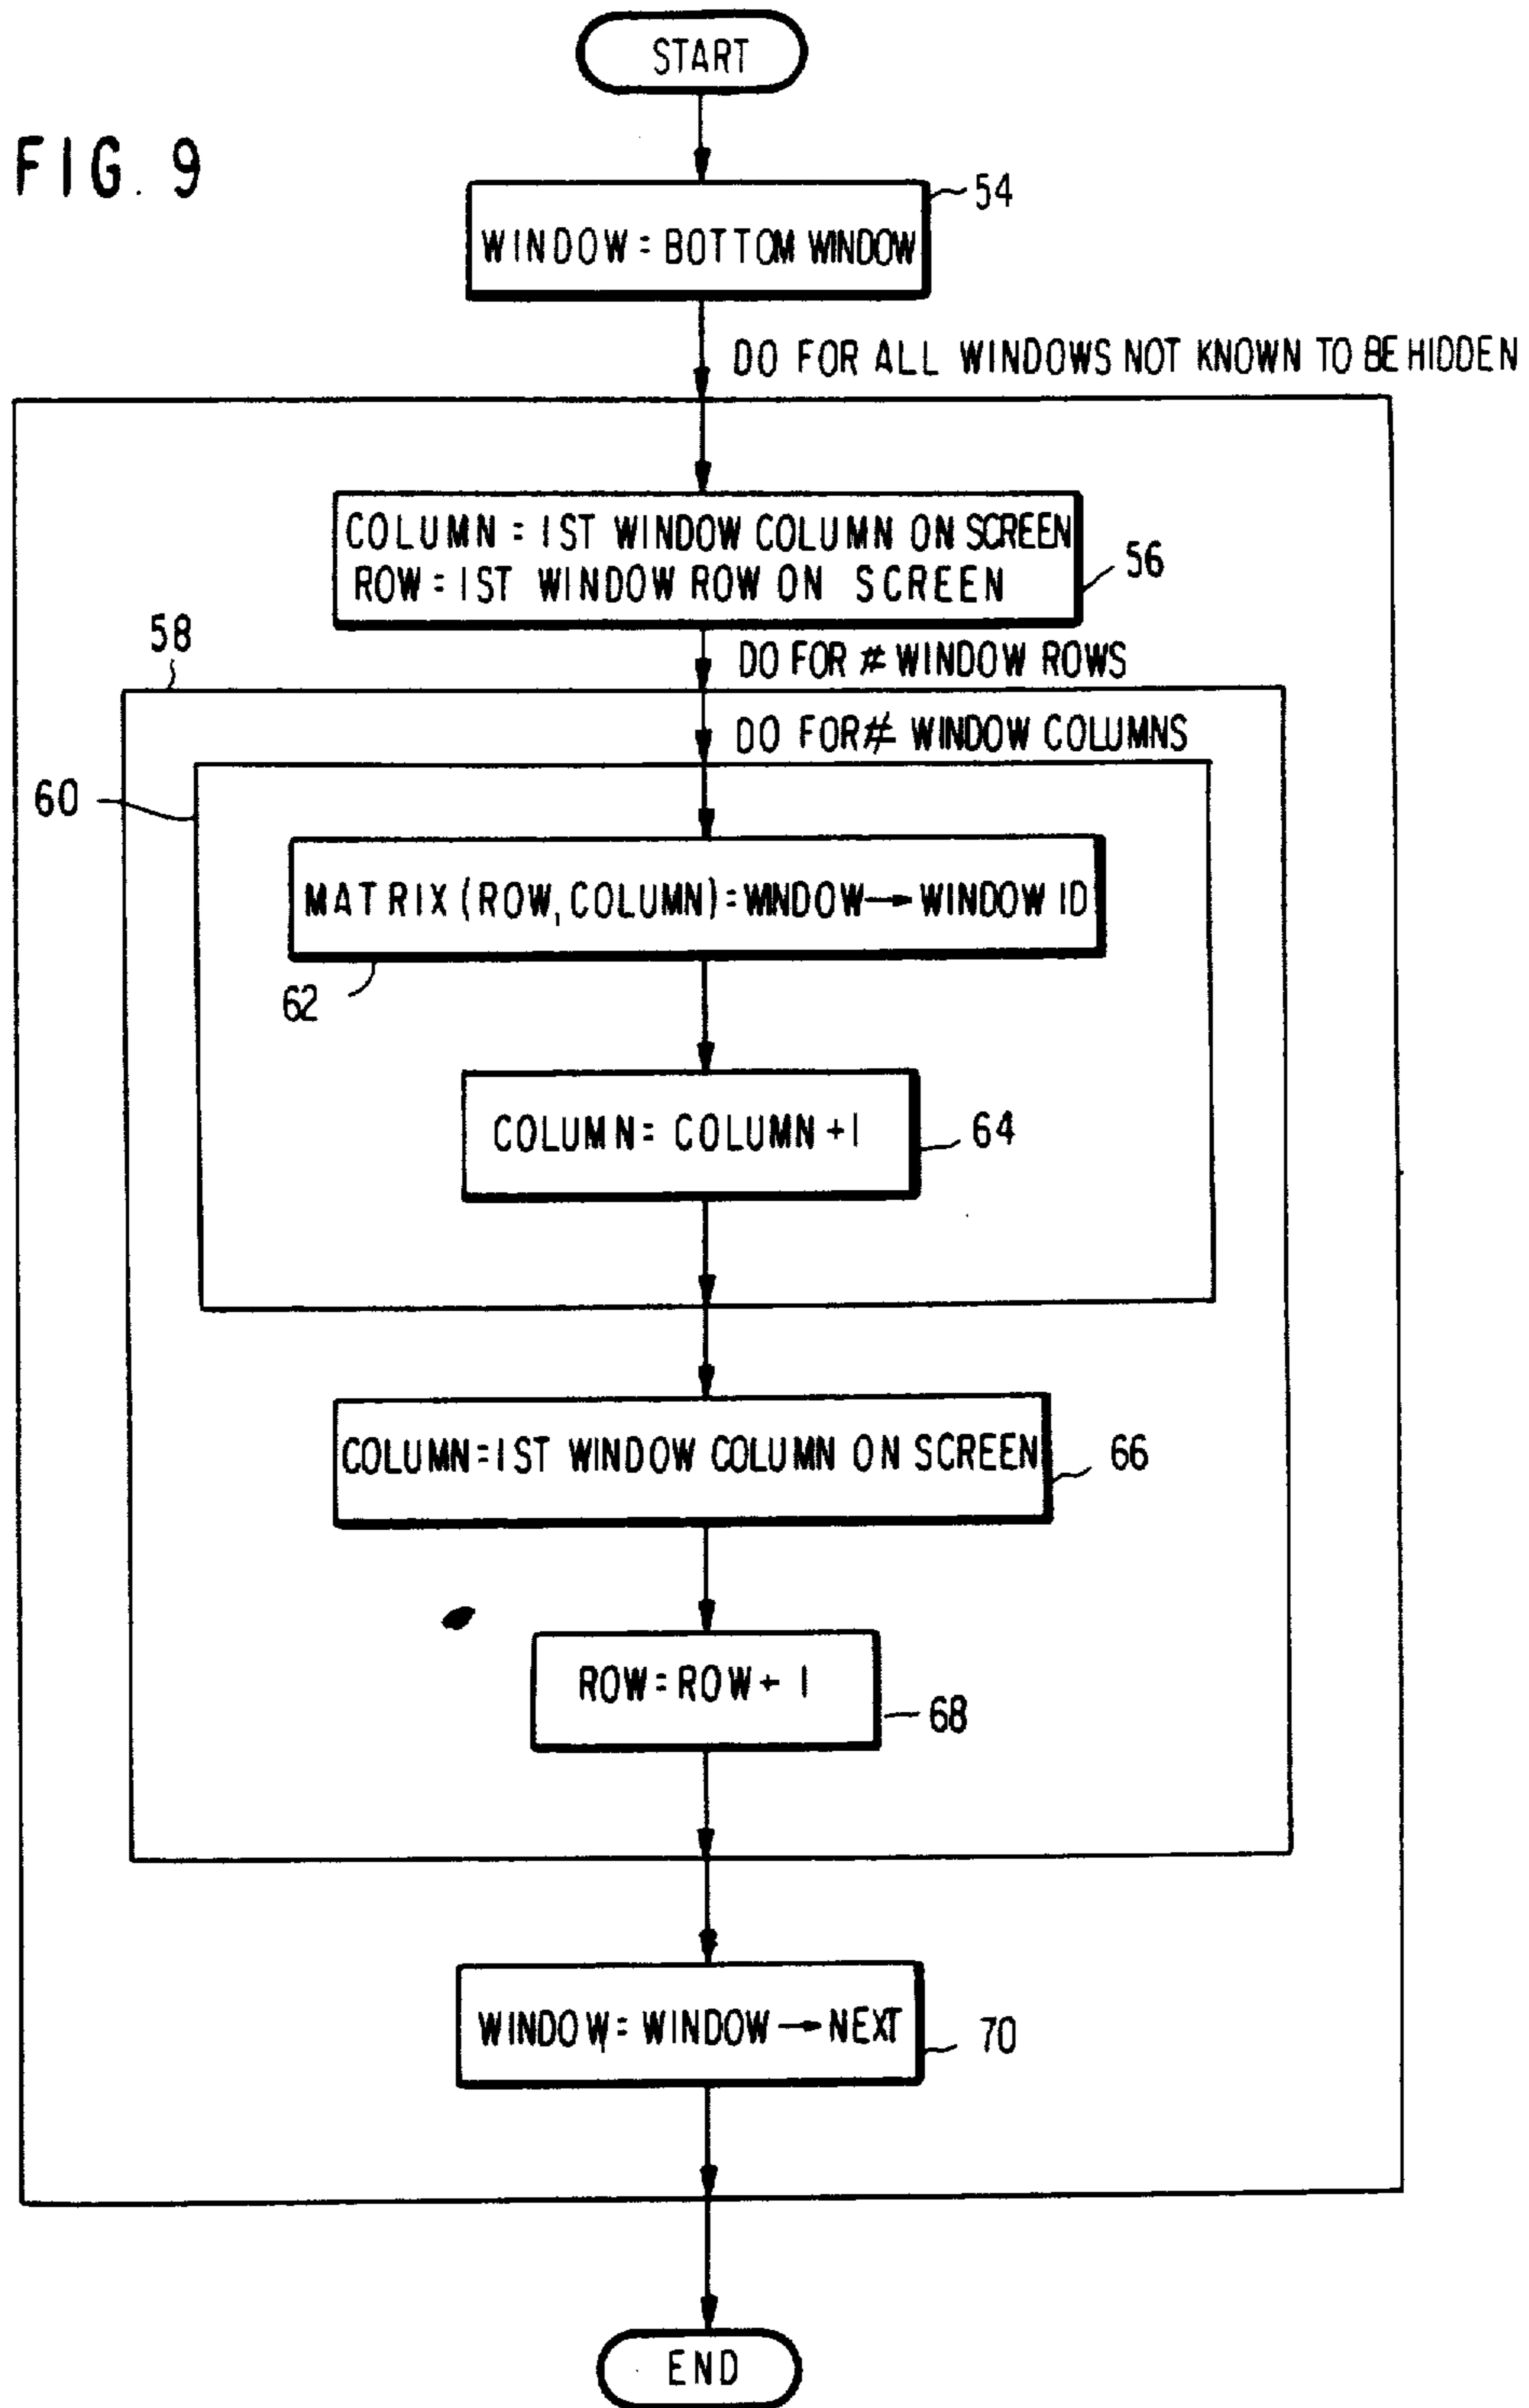 START
FIG. 9
54
WINDOW = BOTTOM WINDOW
DO FOR ALL WINDOWS NOT KNOWN TO BE HIDDEN
COLUMN = 1ST WINDOW COLUMN ON SCREEN
ROW = 1ST WINDOW ROW ON SCREEN
56
58
DO FOR # WINDOW ROWS
DO FOR # WINDOW COLUMNS
60
MATRIX (ROW, COLUMN) = WINDOW → WINDOW ID
62
COLUMN = COLUMN + 1
64
COLUMN = 1ST WINDOW COLUMN ON SCREEN
66
ROW = ROW + 1
68
WINDOW = WINDOW → NEXT
70
END